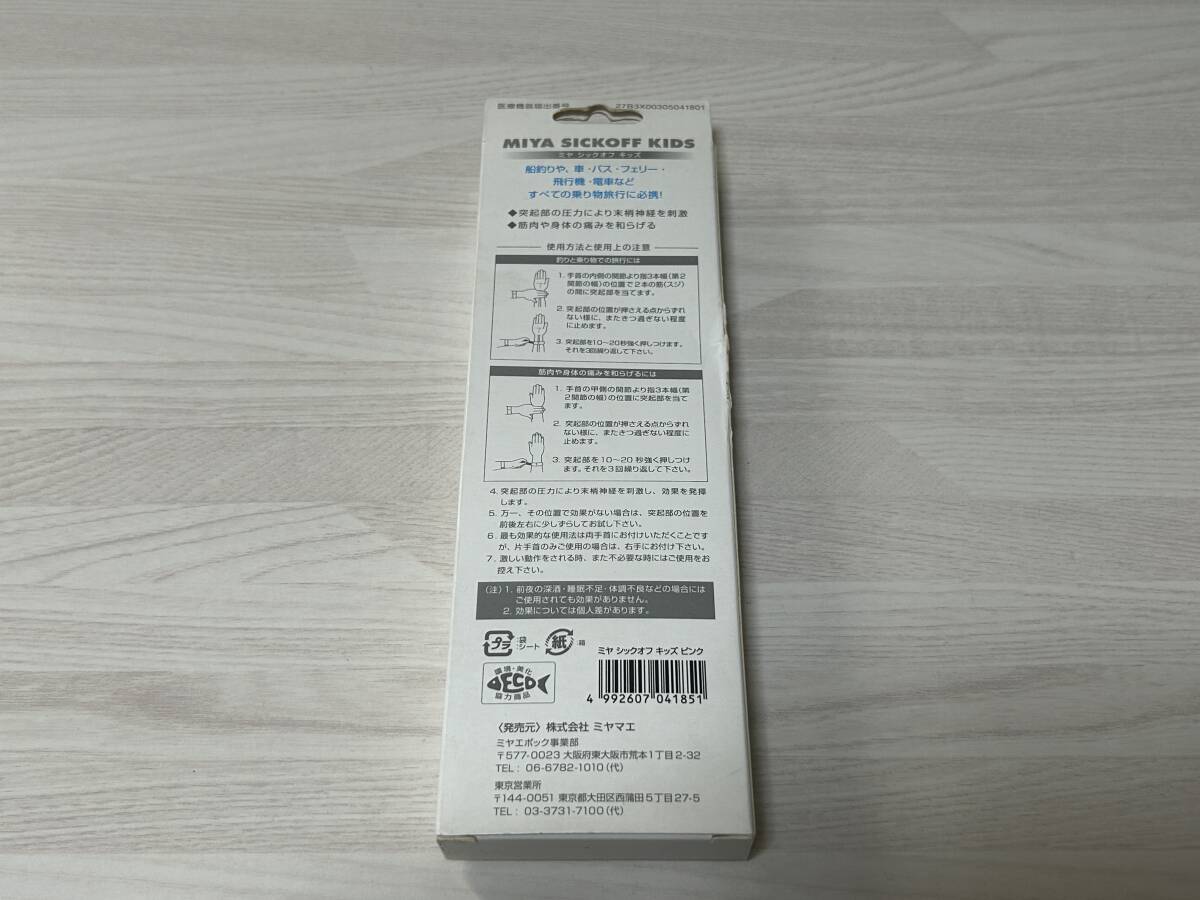 医療機器届出番号 27B3X00305041801
MIYA SICKOFF KIDS
ミヤ シックオフ キッズ
船釣りや、車・バス・フェリー・
飛行機・電車など
すべての乗り物旅行に必携!
◆突起部の圧力により末梢神経を刺激
◆筋肉や身体の痛みを和らげる
使用方法と使用上の注意
釣りと乗り物での旅行には
1. 手首の内側の関節より指3本幅(第2
関節の幅)の位置で2本の筋(スジ)
の間に突起部を当てます。
2. 突起部の位置が押さえる点からずれ
ない様に、またきつ過ぎない程度
に止めます。
3. 突起部を10〜20秒強く押しつけます。
それを3回繰り返して下さい。
筋肉や身体の痛みを和らげるには
1. 手首の甲側の関節より指3本幅(第
2関節の幅)の位置に突起部を当て
ます。
2. 突起部の位置が押さえる点からずれ
ない様に、またきつ過ぎない程度に
止めます。
3. 突起部を10〜20秒強く押しつけ
ます。それを3回繰り返して下さい。
4. 突起部の圧力により末梢神経を刺激し、効果を発揮
します。
5. 万一、その位置で効果がない場合は、突起部の位置を
前後左右に少しずらしてお試し下さい。
6. 最も効果的な使用法は両手首にお付けいただくことです
が、片手首のみご使用の場合は、右手にお付け下さい。
7. 激しい動作をされる時、また不必要な時にはご使用をお
控え下さい。
(注) 1. 前夜の深酒・睡眠不足・体調不良などの場合には
ご使用されても効果がありません。
2. 効果については個人差があります。
プラ :袋 シート 紙 :箱
ミヤ シックオフ キッズ ピンク
環境・美化
ECO
協力商品
4 992607 041851
〈発売元〉株式会社 ミヤマエ
ミヤエポック事業部
〒577-0023 大阪府東大阪市荒本1丁目2-32
TEL: 06-6782-1010(代)
東京営業所
〒144-0051 東京都大田区西蒲田5丁目27-5
TEL: 03-3731-7100(代)